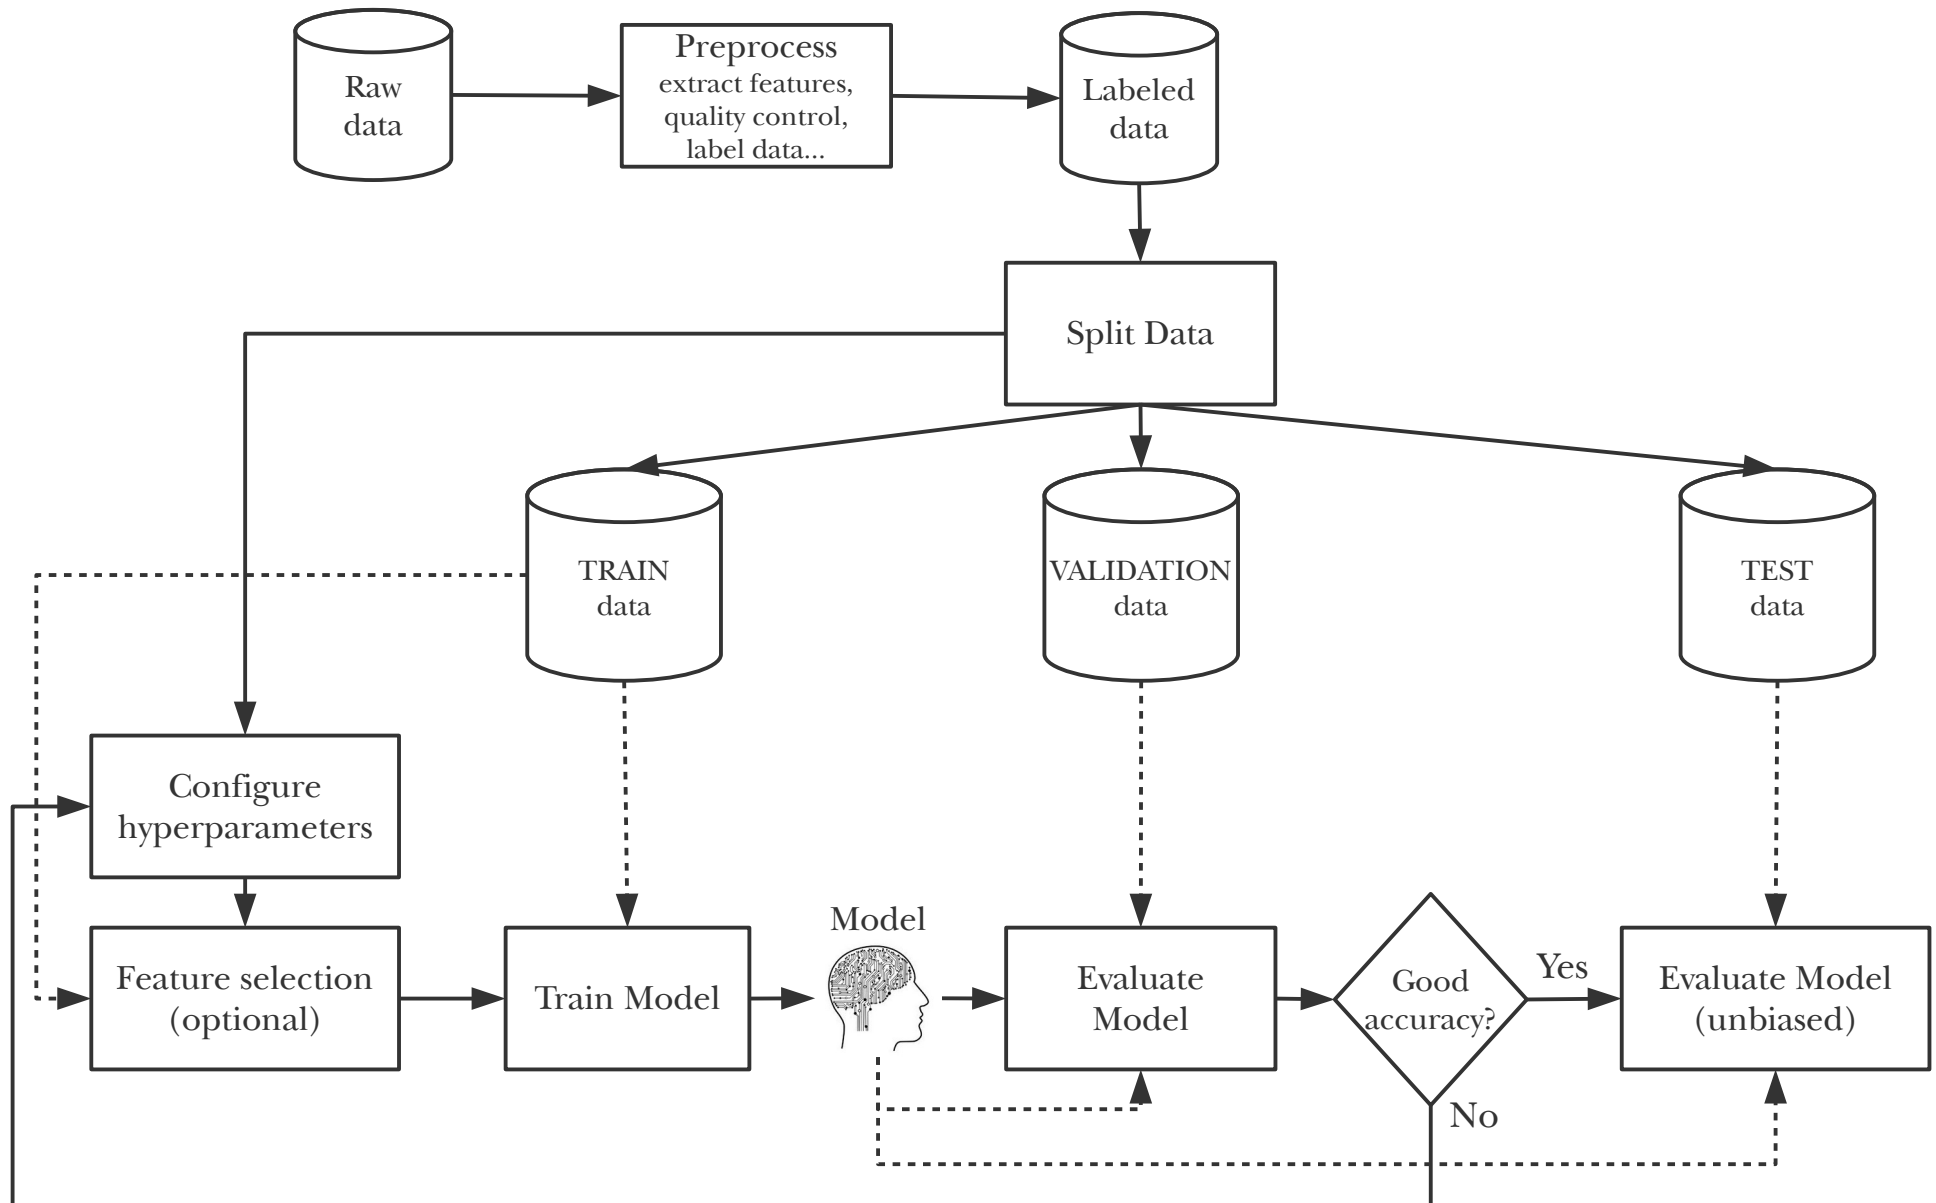 Raw
data
Preprocess
extract features,
quality control,
label data...
Labeled
data
Split Data
TRAIN
data
VALIDATION
data
TEST
data
Configure
hyperparameters
Feature selection
(optional)
Train Model
Model
Evaluate
Model
Good
accuracy?
Yes
No
Evaluate Model
(unbiased)